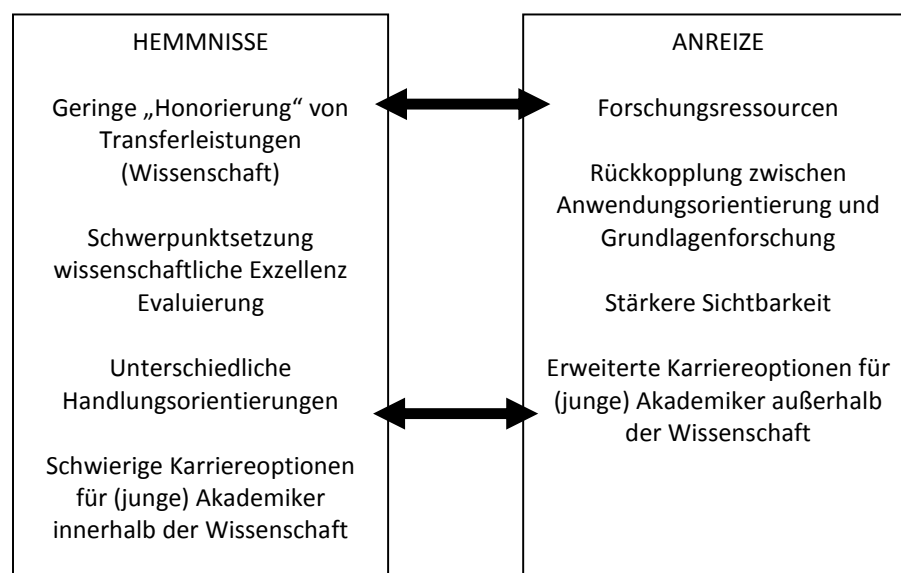 HEMMNISSE
Geringe „Honorierung“ von
Transferleistungen
(Wissenschaft)
Schwerpunktsetzung
wissenschaftliche Exzellenz
Evaluierung
Unterschiedliche
Handlungsorientierungen
Schwierige Karriereoptionen
für (junge) Akademiker
innerhalb der Wissenschaft
ANREIZE
Forschungsressourcen
Rückkopplung zwischen
Anwendungsorientierung und
Grundlagenforschung
Stärkere Sichtbarkeit
Erweiterte Karriereoptionen für
(junge) Akademiker außerhalb
der Wissenschaft